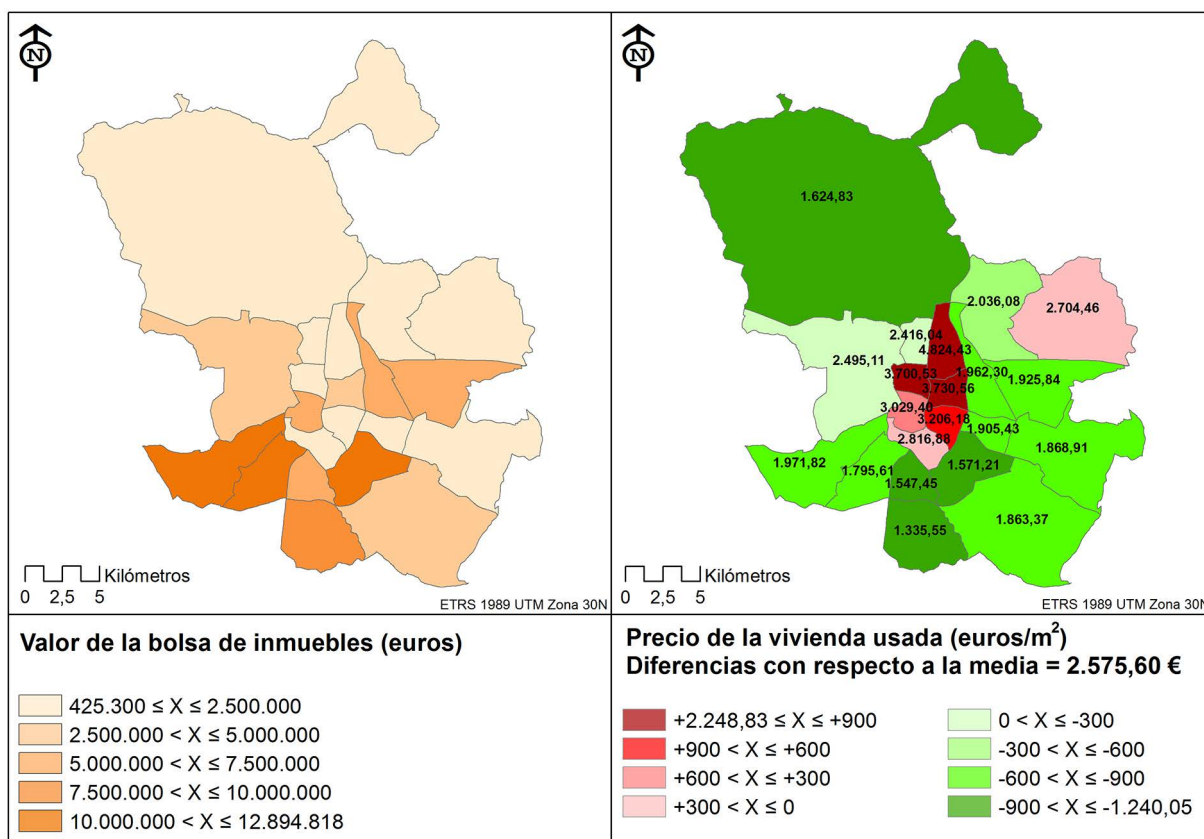 N
Kilómetros
0 2,5 5
ETRS 1989 UTM Zona 30N
N
1.624,83
2.036,08
2.704,46
2.416,04
4.824,43
2.495,11
3.700,53
1.962,30
3.730,56
1.925,84
3.029,40
3.206,18
1.905,43
2.816,88
1.868,91
1.971,82
1.795,61
1.571,21
1.547,45
1.863,37
1.335,55
Kilómetros
0 2,5 5
ETRS 1989 UTM Zona 30N
Valor de la bolsa de inmuebles (euros)
425.300 ≤ X ≤ 2.500.000
2.500.000 < X ≤ 5.000.000
5.000.000 < X ≤ 7.500.000
7.500.000 < X ≤ 10.000.000
10.000.000 < X ≤ 12.894.818
Precio de la vivienda usada (euros/m²)
Diferencias con respecto a la media = 2.575,60 €
+2.248,83 ≤ X ≤ +900
+900 < X ≤ +600
+600 < X ≤ +300
+300 < X ≤ 0
0 < X ≤ -300
-300 < X ≤ -600
-600 < X ≤ -900
-900 < X ≤ -1.240,05